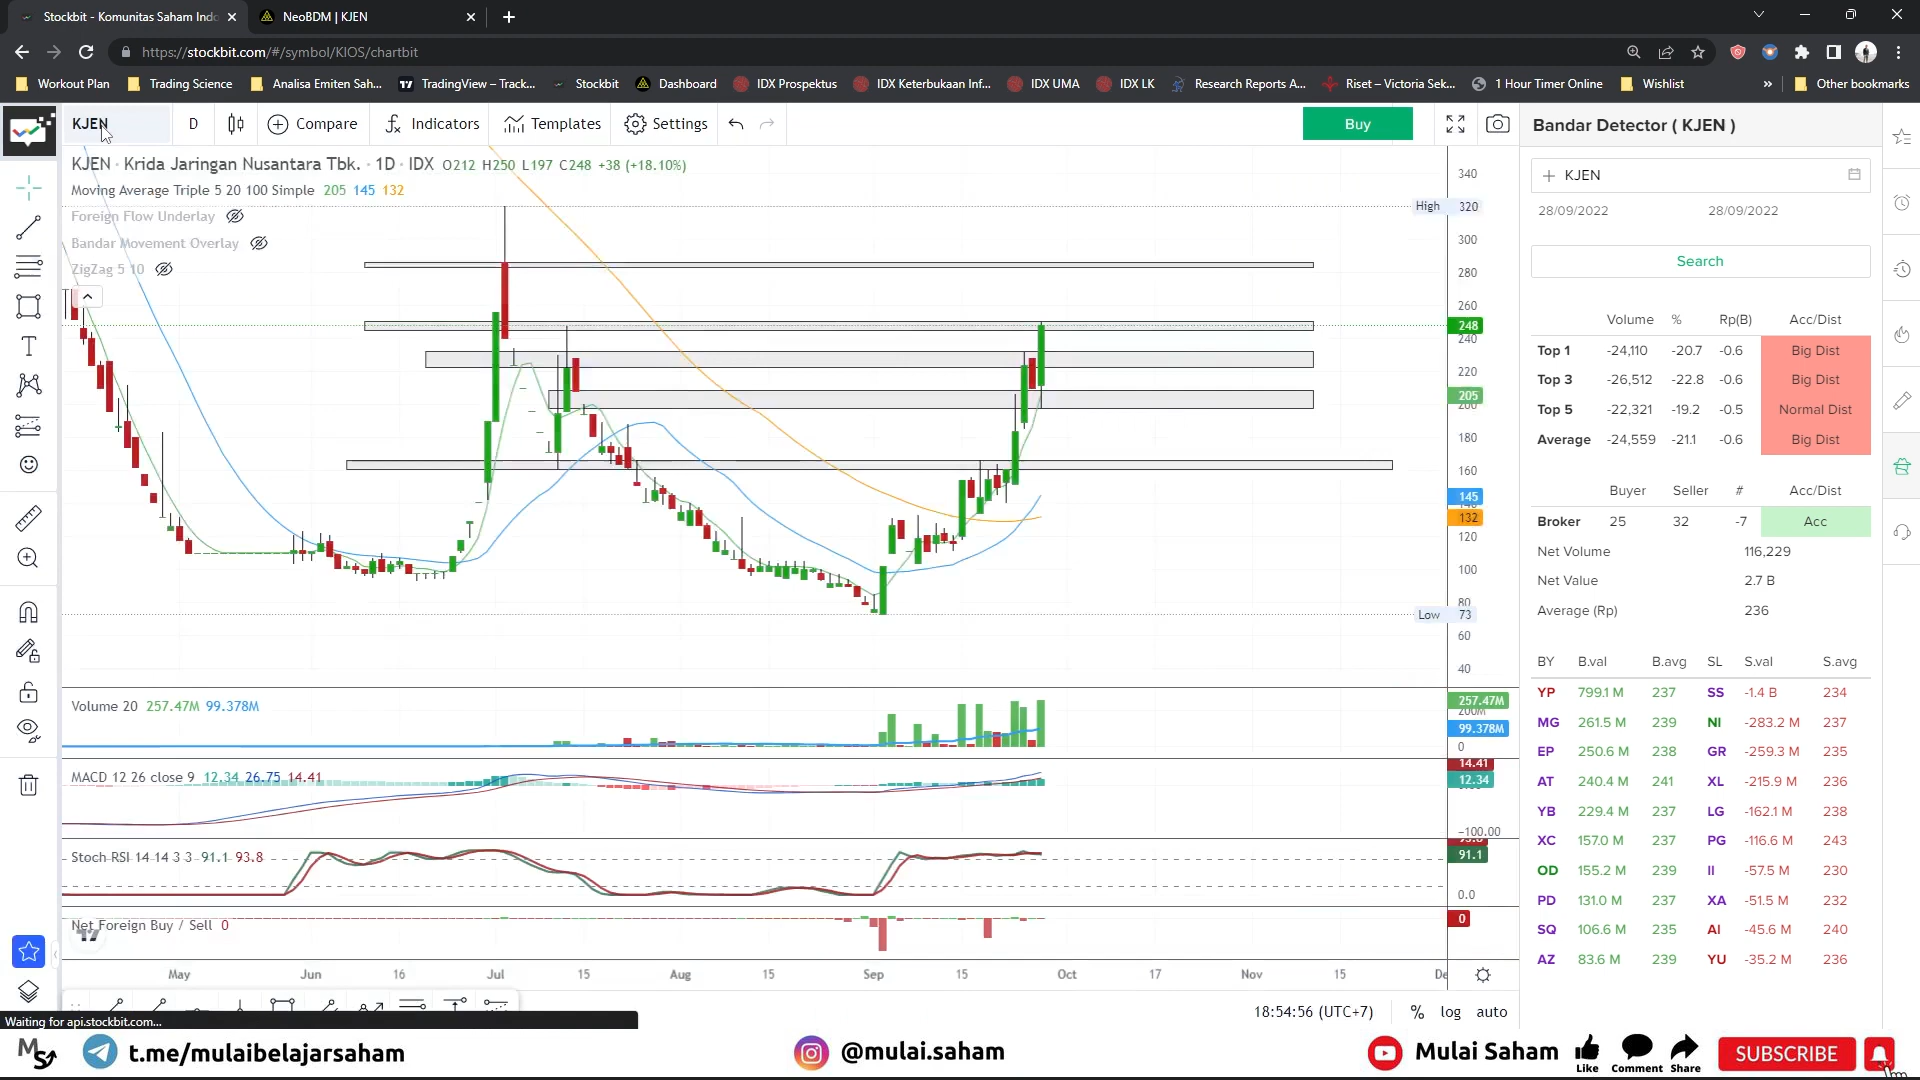 Stockbit - Komunitas Saham Indo
NeoBDM | KJEN
https://stockbit.com/#/symbol/KIOS/chartbit
Workout Plan
Trading Science
Analisa Emiten Sah...
TradingView – Track...
Stockbit
Dashboard
IDX Prospektus
IDX Keterbukaan Inf...
IDX UMA
IDX LK
Research Reports A...
Riset – Victoria Sek...
1 Hour Timer Online
Wishlist
»
Other bookmarks
KJEN
D
Compare
Indicators
Templates
Settings
Buy
KJEN · Krida Jaringan Nusantara Tbk. · 1D · IDX O212 H250 L197 C248 +38 (+18.10%)
Moving Average Triple 5 20 100 Simple 205 145 132
Foreign Flow Underlay
Bandar Movement Overlay
ZigZag 5 10
340
High 320
300
280
260
248
240
220
205
200
180
160
145
132
120
100
80
Low 73
60
40
Volume 20 257.47M 99.378M
257.47M
200M
99.378M
0
MACD 12 26 close 9 12.34 26.75 14.41
14.41
12.34
−100.00
Stoch RSI 14 14 3 3 91.1 93.8
91.1
0.0
Net Foreign Buy / Sell 0
0
May Jun 16 Jul 15 Aug 15 Sep 15 Oct 17 Nov 15 De
18:54:56 (UTC+7) % log auto
Waiting for api.stockbit.com...
Bandar Detector ( KJEN )
+ KJEN
28/09/2022 28/09/2022
Search
Volume % Rp(B) Acc/Dist
Top 1 -24,110 -20.7 -0.6 Big Dist
Top 3 -26,512 -22.8 -0.6 Big Dist
Top 5 -22,321 -19.2 -0.5 Normal Dist
Average -24,559 -21.1 -0.6 Big Dist
Buyer Seller # Acc/Dist
Broker 25 32 -7 Acc
Net Volume 116,229
Net Value 2.7 B
Average (Rp) 236
BY B.val B.avg SL S.val S.avg
YP 799.1 M 237 SS -1.4 B 234
MG 261.5 M 239 NI -283.2 M 237
EP 250.6 M 238 GR -259.3 M 235
AT 240.4 M 241 XL -215.9 M 236
YB 229.4 M 237 LG -162.1 M 238
XC 157.0 M 237 PG -116.6 M 243
OD 155.2 M 239 II -57.5 M 230
PD 131.0 M 237 XA -51.5 M 232
SQ 106.6 M 235 AI -45.6 M 240
AZ 83.6 M 239 YU -35.2 M 236
t.me/mulaibelajarsaham
@mulai.saham
Mulai Saham
Like Comment Share
SUBSCRIBE